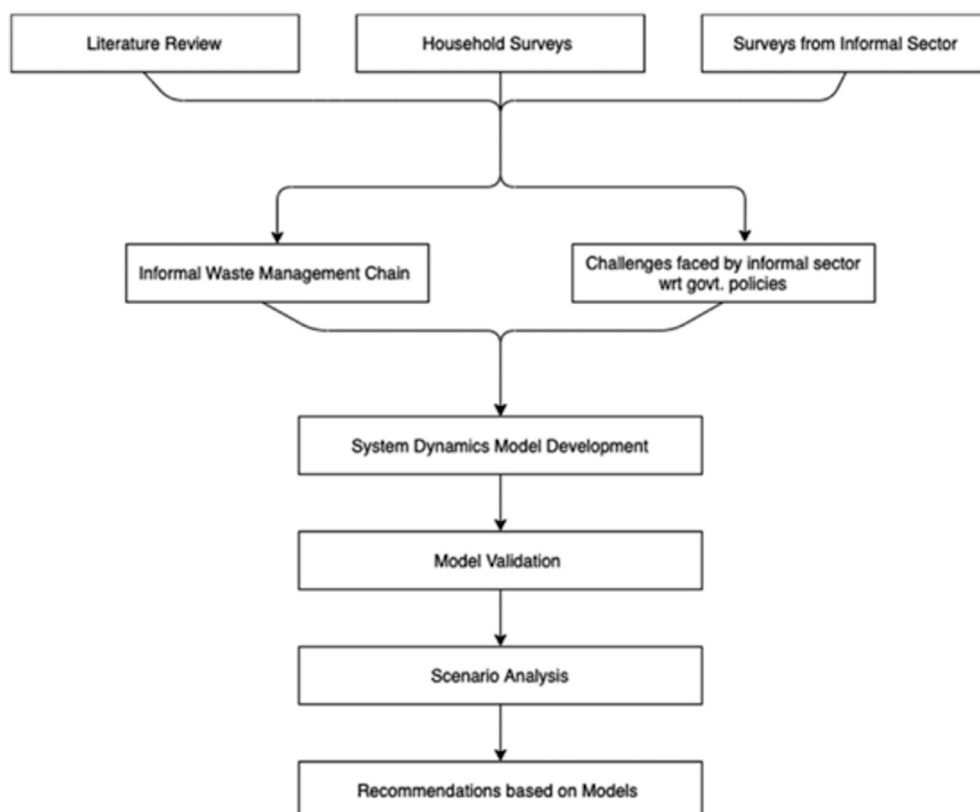 Literature Review
Household Surveys
Surveys from Informal Sector
Informal Waste Management Chain
Challenges faced by informal sector
wrt govt. policies
System Dynamics Model Development
Model Validation
Scenario Analysis
Recommendations based on Models